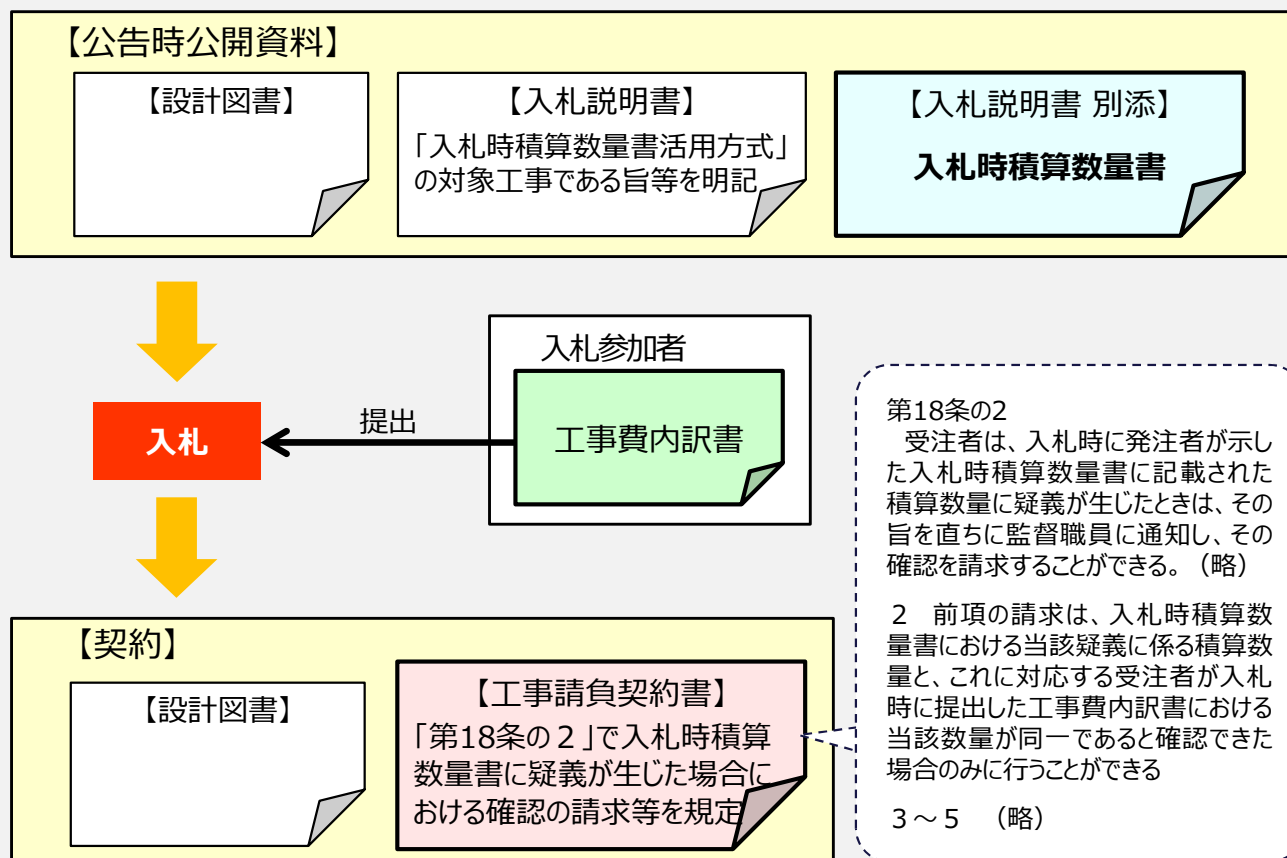 【公告時公開資料】
【設計図書】
【入札説明書】
「入札時積算数量書活用方式」
の対象工事である旨等を明記
【入札説明書 別添】
入札時積算数量書
入札参加者
工事費内訳書
提出
入札
【契約】
【設計図書】
【工事請負契約書】
「第18条の２」で入札時積算
数量書に疑義が生じた場合に
おける確認の請求等を規定
第18条の2
　受注者は、入札時に発注者が示し
た入札時積算数量書に記載された
積算数量に疑義が生じたときは、その
旨を直ちに監督職員に通知し、その
確認を請求することができる。（略）
２　前項の請求は、入札時積算数
量書における当該疑義に係る積算数
量と、これに対応する受注者が入札
時に提出した工事費内訳書における
当該数量が同一であると確認できた
場合のみに行うことができる
３～５　（略）